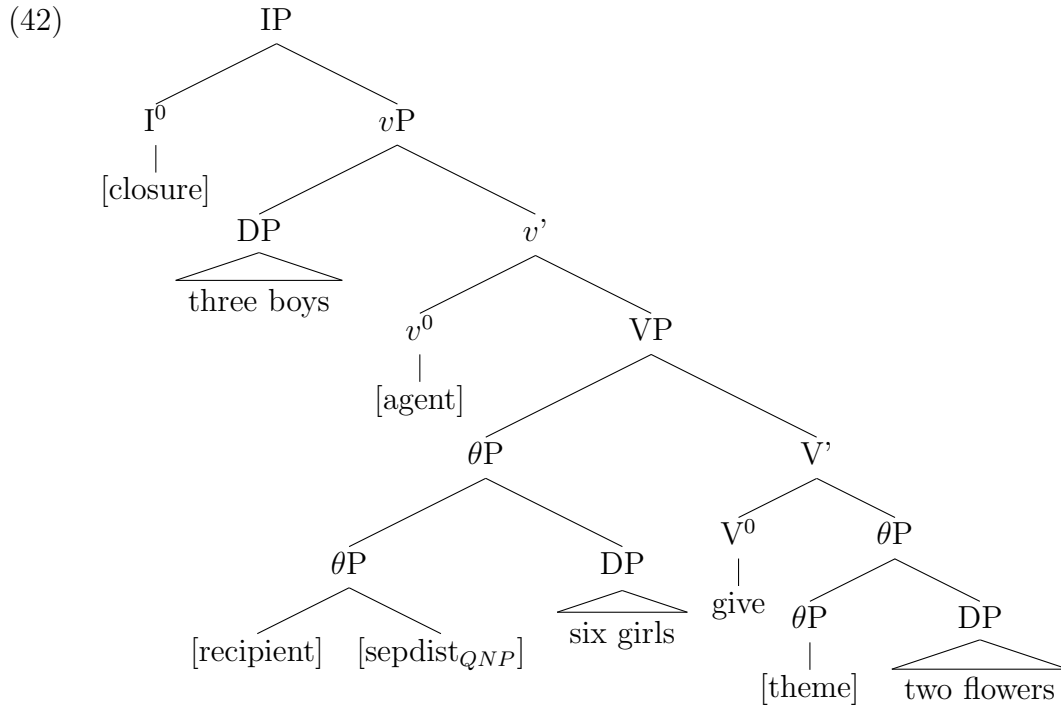 (42)
IP
I⁰ vP
[closure]
DP v'
three boys
v⁰ VP
[agent]
θP V'
V⁰ θP
θP DP
give
six girls
θP DP
[recipient] [sepdist_QNP]
[theme] two flowers